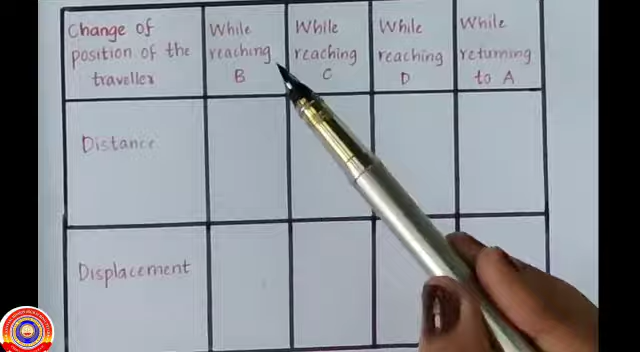 Change of
position of the
traveller
While
reaching
B
While
reaching
C
While
reaching
D
While
returning
to A
Distance
Displacement